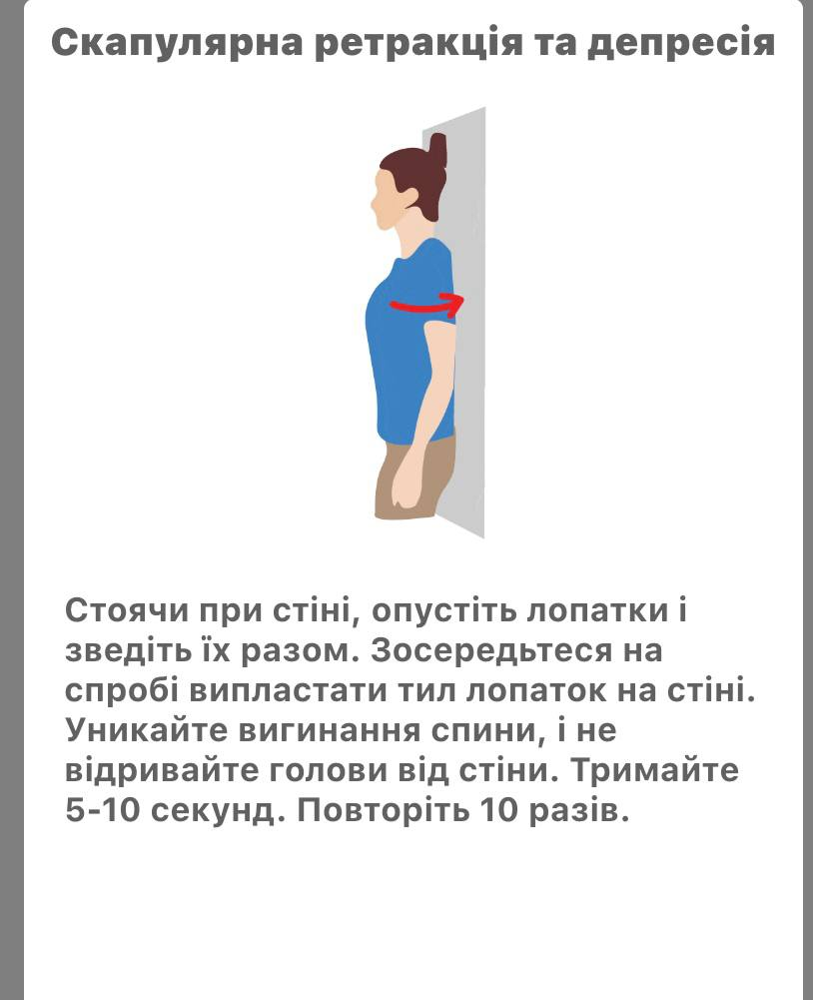 Скапулярна ретракція та депресія
Стоячи при стіні, опустіть лопатки і
зведіть їх разом. Зосередьтеся на
спробі випластати тил лопаток на стіні.
Уникайте вигинання спини, і не
відривайте голови від стіни. Тримайте
5-10 секунд. Повторіть 10 разів.